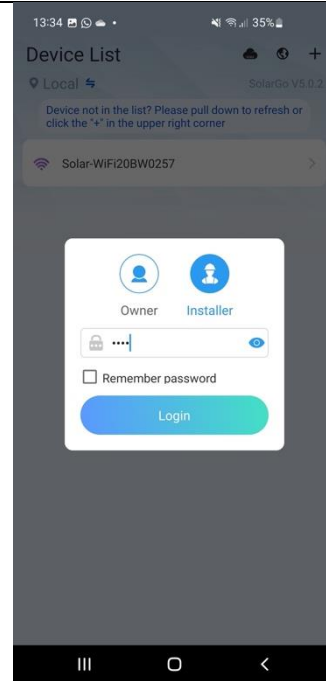 13:34 35%
Device List
Local SolarGo V5.0.2
Device not in the list? Please pull down to refresh or
click the "+" in the upper right corner
Solar-WiFi20BW0257
Owner Installer
••••
Remember password
Login